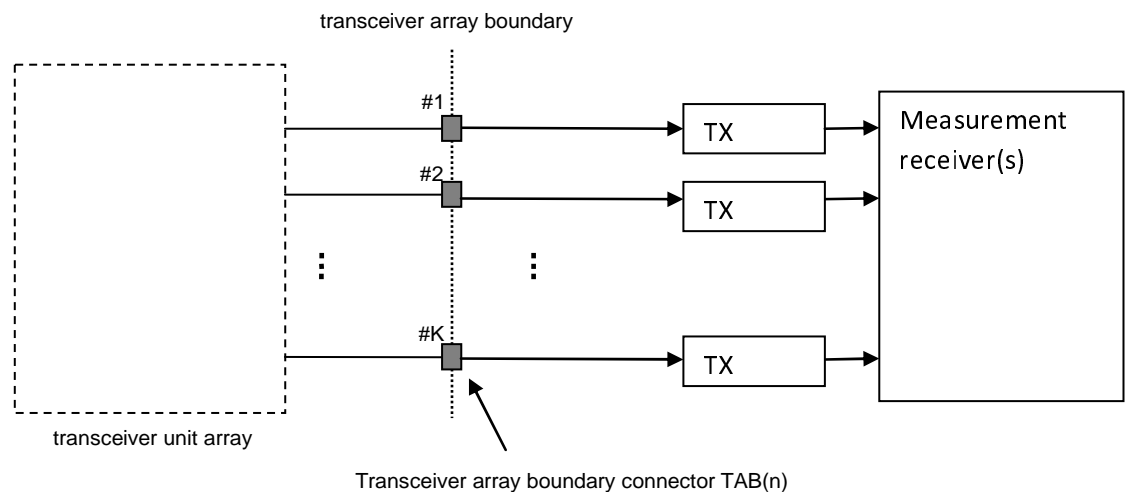 transceiver array boundary
#1
TX
Measurement
receiver(s)
#2
TX
#K
TX
transceiver unit array
Transceiver array boundary connector TAB(n)